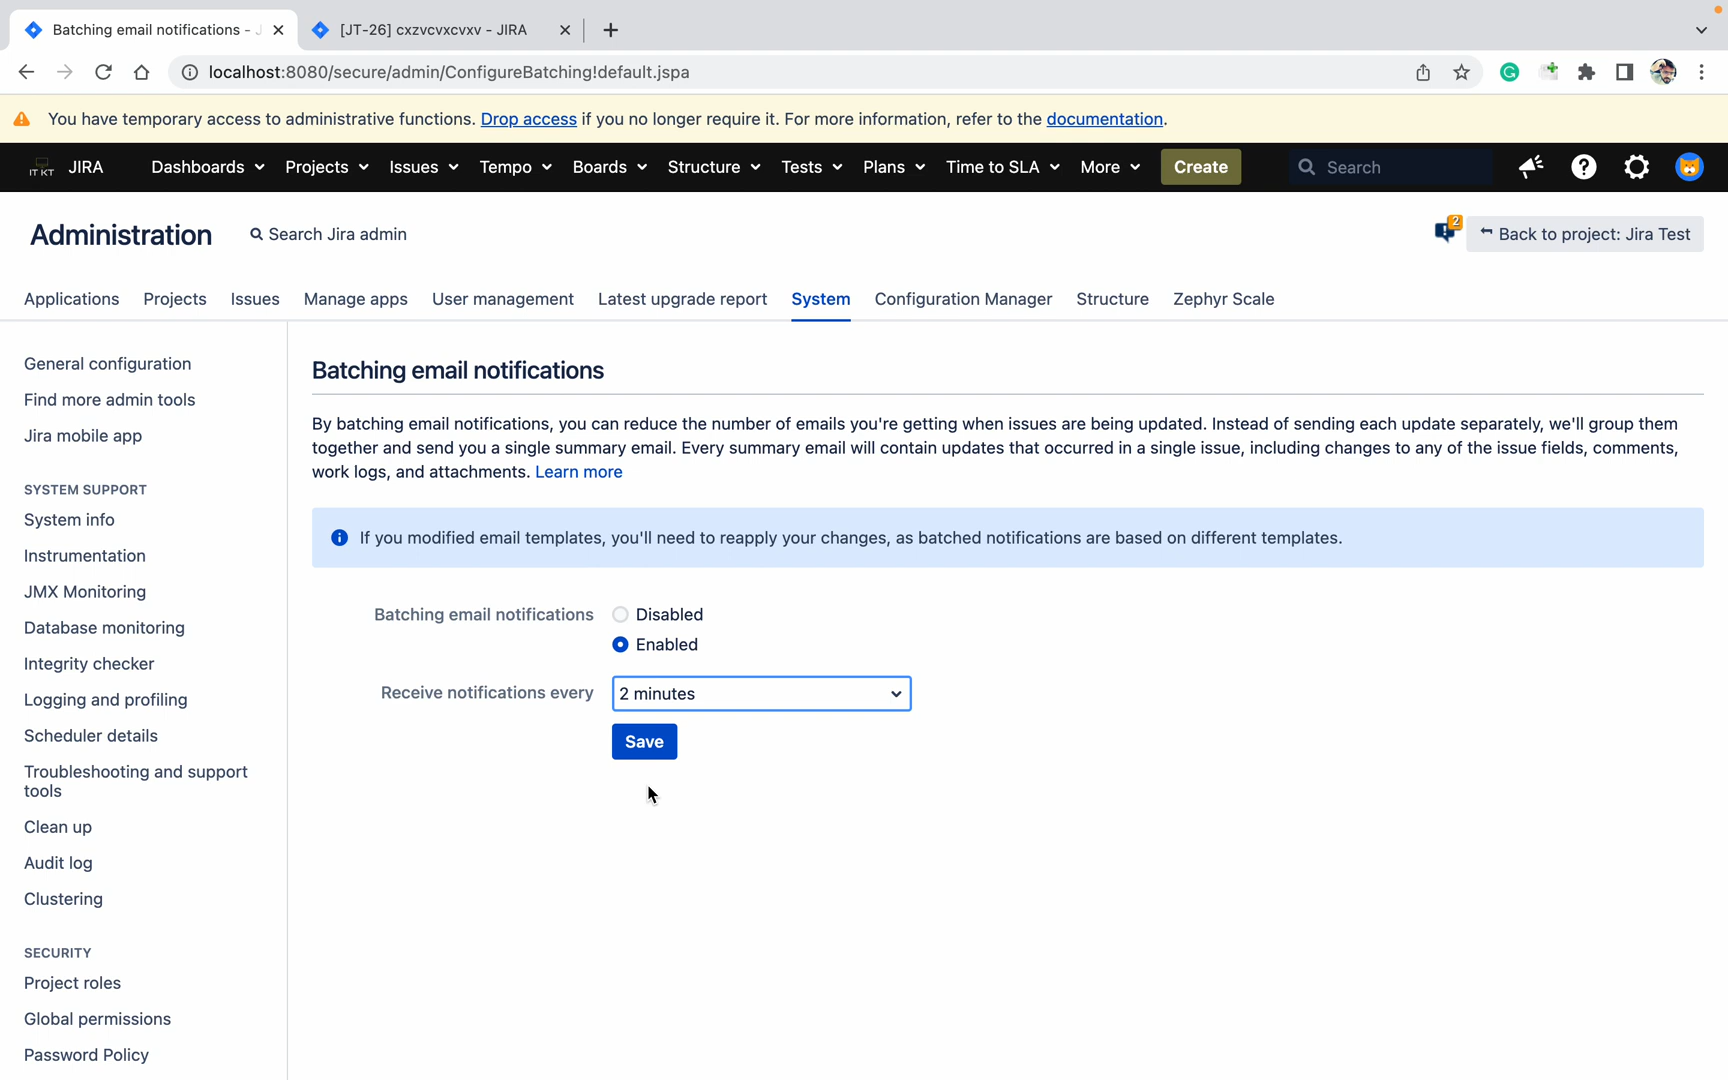 Batching email notifications - J
[JT-26] cxzvcvxcvxv - JIRA
localhost:8080/secure/admin/ConfigureBatching!default.jspa
You have temporary access to administrative functions. Drop access if you no longer require it. For more information, refer to the documentation.
IT KT
JIRA Dashboards Projects Issues Tempo Boards Structure Tests Plans Time to SLA More Create Search
Administration Search Jira admin 2 Back to project: Jira Test
Applications Projects Issues Manage apps User management Latest upgrade report System Configuration Manager Structure Zephyr Scale
General configuration
Find more admin tools
Jira mobile app
SYSTEM SUPPORT
System info
Instrumentation
JMX Monitoring
Database monitoring
Integrity checker
Logging and profiling
Scheduler details
Troubleshooting and support
tools
Clean up
Audit log
Clustering
SECURITY
Project roles
Global permissions
Password Policy
Batching email notifications
By batching email notifications, you can reduce the number of emails you're getting when issues are being updated. Instead of sending each update separately, we'll group them
together and send you a single summary email. Every summary email will contain updates that occurred in a single issue, including changes to any of the issue fields, comments,
work logs, and attachments. Learn more
If you modified email templates, you'll need to reapply your changes, as batched notifications are based on different templates.
Batching email notifications Disabled
Enabled
Receive notifications every 2 minutes
Save